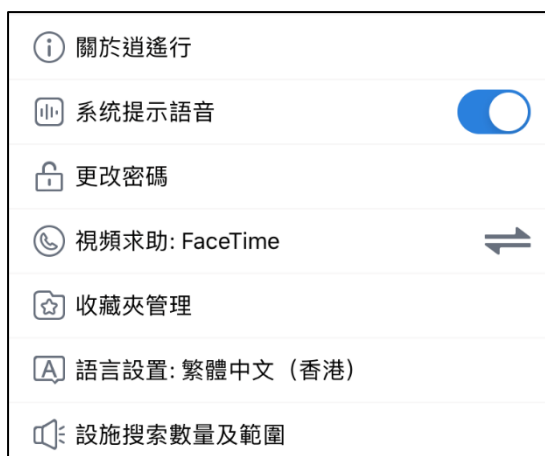 關於逍遙行
系统提示語音
更改密碼
視頻求助: FaceTime
收藏夾管理
語言設置: 繁體中文（香港）
設施搜索數量及範圍